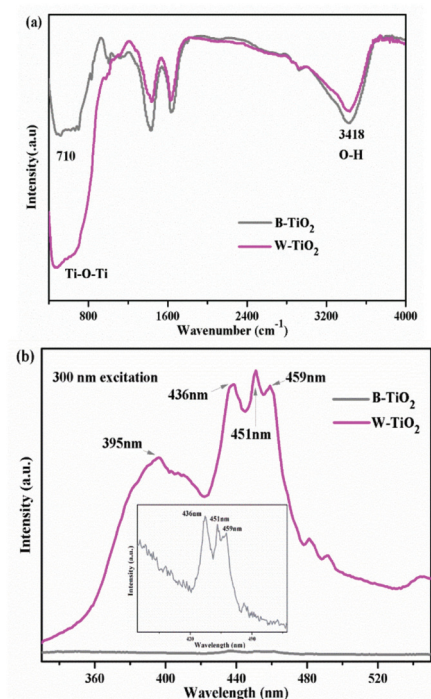 (a)
710
3418
O-H
B-TiO2
W-TiO2
Ti-O-Ti
Intensity(.a.u)
800
1600
2400
3200
4000
Wavenumber (cm-1)
(b)
300 nm excitation
436nm
459nm
B-TiO2
W-TiO2
451nm
395nm
436nm
451nm
459nm
Intensity (a.u.)
420
490
Wavelength (nm)
Intensity (a.u.)
360
400
440
480
520
Wavelength (nm)